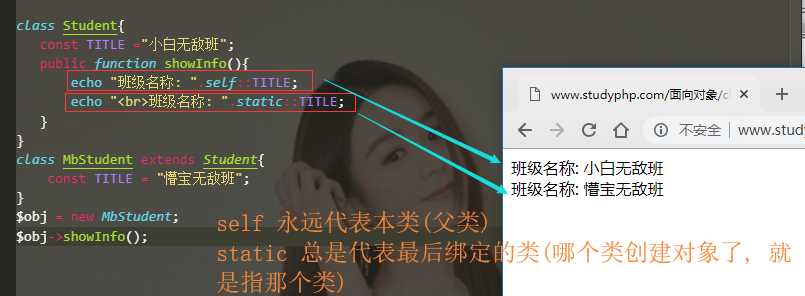 class Student{
const TITLE ="小白无敌班";
public function showInfo(){
echo "班级名称: ".self::TITLE;
echo "<br>班级名称: ".static::TITLE;
}
}
class MbStudent extends Student{
const TITLE = "懵宝无敌班";
}
$obj = new MbStudent;
$obj->showInfo();
self 永远代表本类(父类)
static 总是代表最后绑定的类(哪个类创建对象了, 就
是指那个类)
www.studyphp.com/面向对象/cl
不安全 www.study
班级名称: 小白无敌班
班级名称: 懵宝无敌班